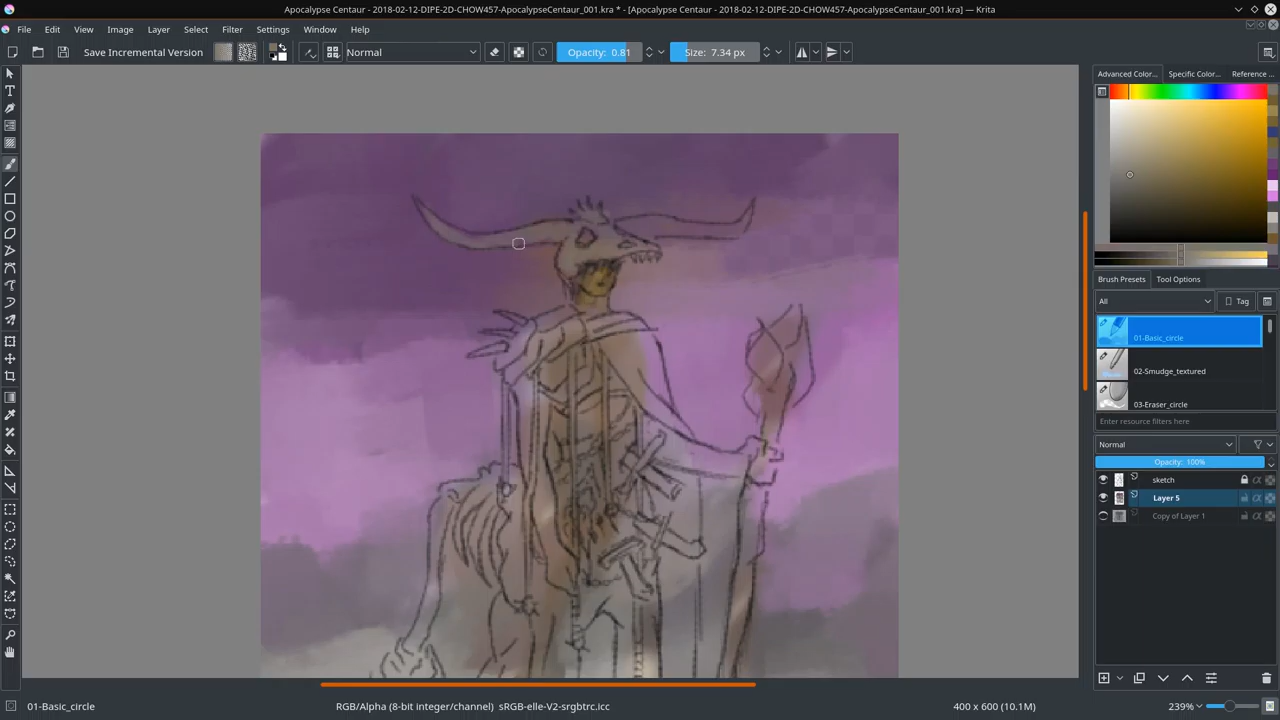 Apocalypse Centaur - 2018-02-12-DIPE-2D-CHOW457-ApocalypseCentaur_001.kra * - [Apocalypse Centaur - 2018-02-12-DIPE-2D-CHOW457-ApocalypseCentaur_001.kra] — Krita
File Edit View Image Layer Select Filter Settings Window Help
Save Incremental Version Normal Opacity: 0.81 Size: 7.34 px
Advanced Color... Specific Color... Reference ...
Brush Presets Tool Options
All Tag
01-Basic_circle
02-Smudge_textured
03-Eraser_circle
Enter resource filters here
Normal
Opacity: 100%
sketch
Layer 5
Copy of Layer 1
01-Basic_circle RGB/Alpha (8-bit integer/channel) sRGB-elle-V2-srgbtrc.icc 400 x 600 (10.1M) 239%